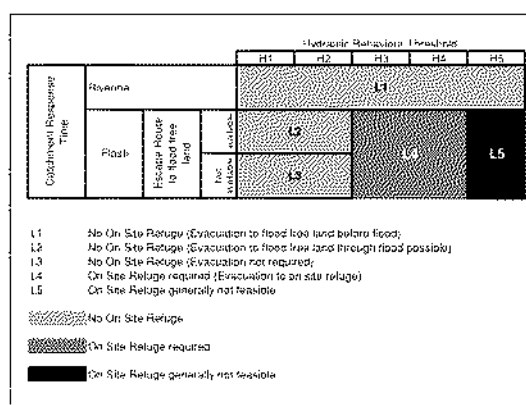 Hydraulic Behaviour Threshold
H1 H2 H3 H4 H5
Catchment Response Time
Riverine
L1
Flash
Escape Route to flood free land
available
L2
L4
L5
Not available
L3
L1 No On Site Refuge (Evacuation to flood free land before flood)
L2 No On Site Refuge (Evacuation to flood free land through flood possible)
L3 No On Site Refuge (Evacuation not required)
L4 On Site Refuge required (Evacuation to on site refuge)
L5 On Site Refuge generally not feasible
No On Site Refuge
On Site Refuge required
On Site Refuge generally not feasible